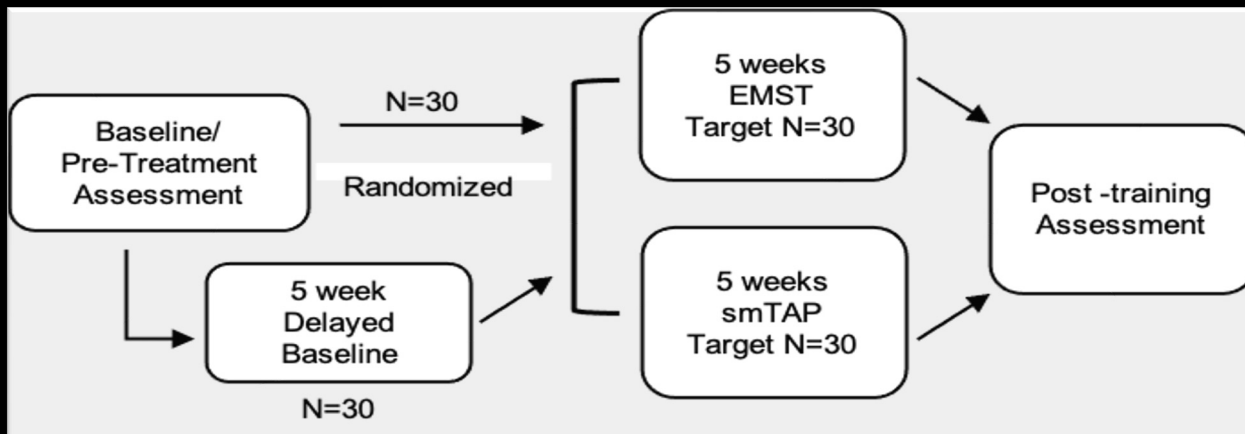 Baseline/
Pre-Treatment
Assessment
N=30
Randomized
5 week
Delayed
Baseline
N=30
5 weeks
EMST
Target N=30
5 weeks
smTAP
Target N=30
Post -training
Assessment